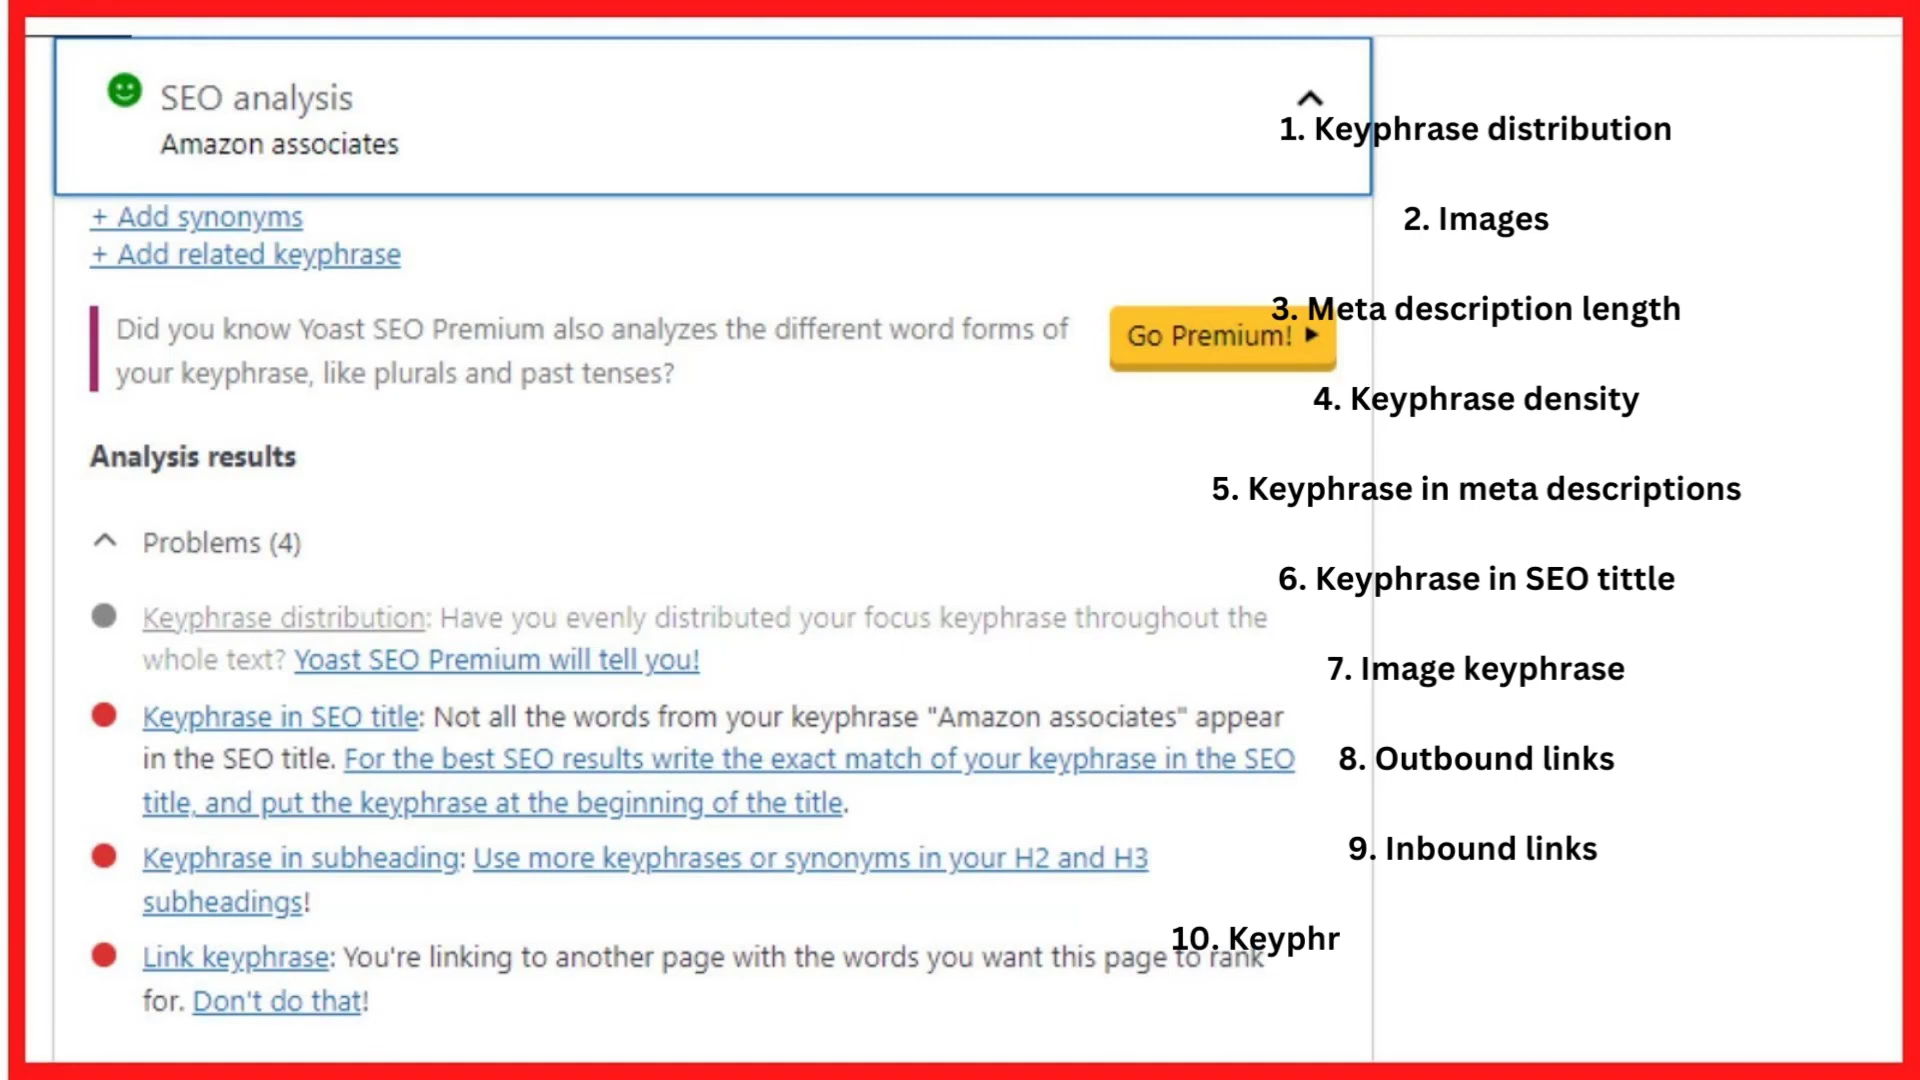 SEO analysis
Amazon associates
+ Add synonyms
+ Add related keyphrase
Did you know Yoast SEO Premium also analyzes the different word forms of
your keyphrase, like plurals and past tenses?
Go Premium!
Analysis results
Problems (4)
Keyphrase distribution: Have you evenly distributed your focus keyphrase throughout the
whole text? Yoast SEO Premium will tell you!
Keyphrase in SEO title: Not all the words from your keyphrase "Amazon associates" appear
in the SEO title. For the best SEO results write the exact match of your keyphrase in the SEO
title, and put the keyphrase at the beginning of the title.
Keyphrase in subheading: Use more keyphrases or synonyms in your H2 and H3
subheadings!
Link keyphrase: You're linking to another page with the words you want this page to rank
for. Don't do that!
1. Keyphrase distribution
2. Images
3. Meta description length
4. Keyphrase density
5. Keyphrase in meta descriptions
6. Keyphrase in SEO tittle
7. Image keyphrase
8. Outbound links
9. Inbound links
10. Keyphr